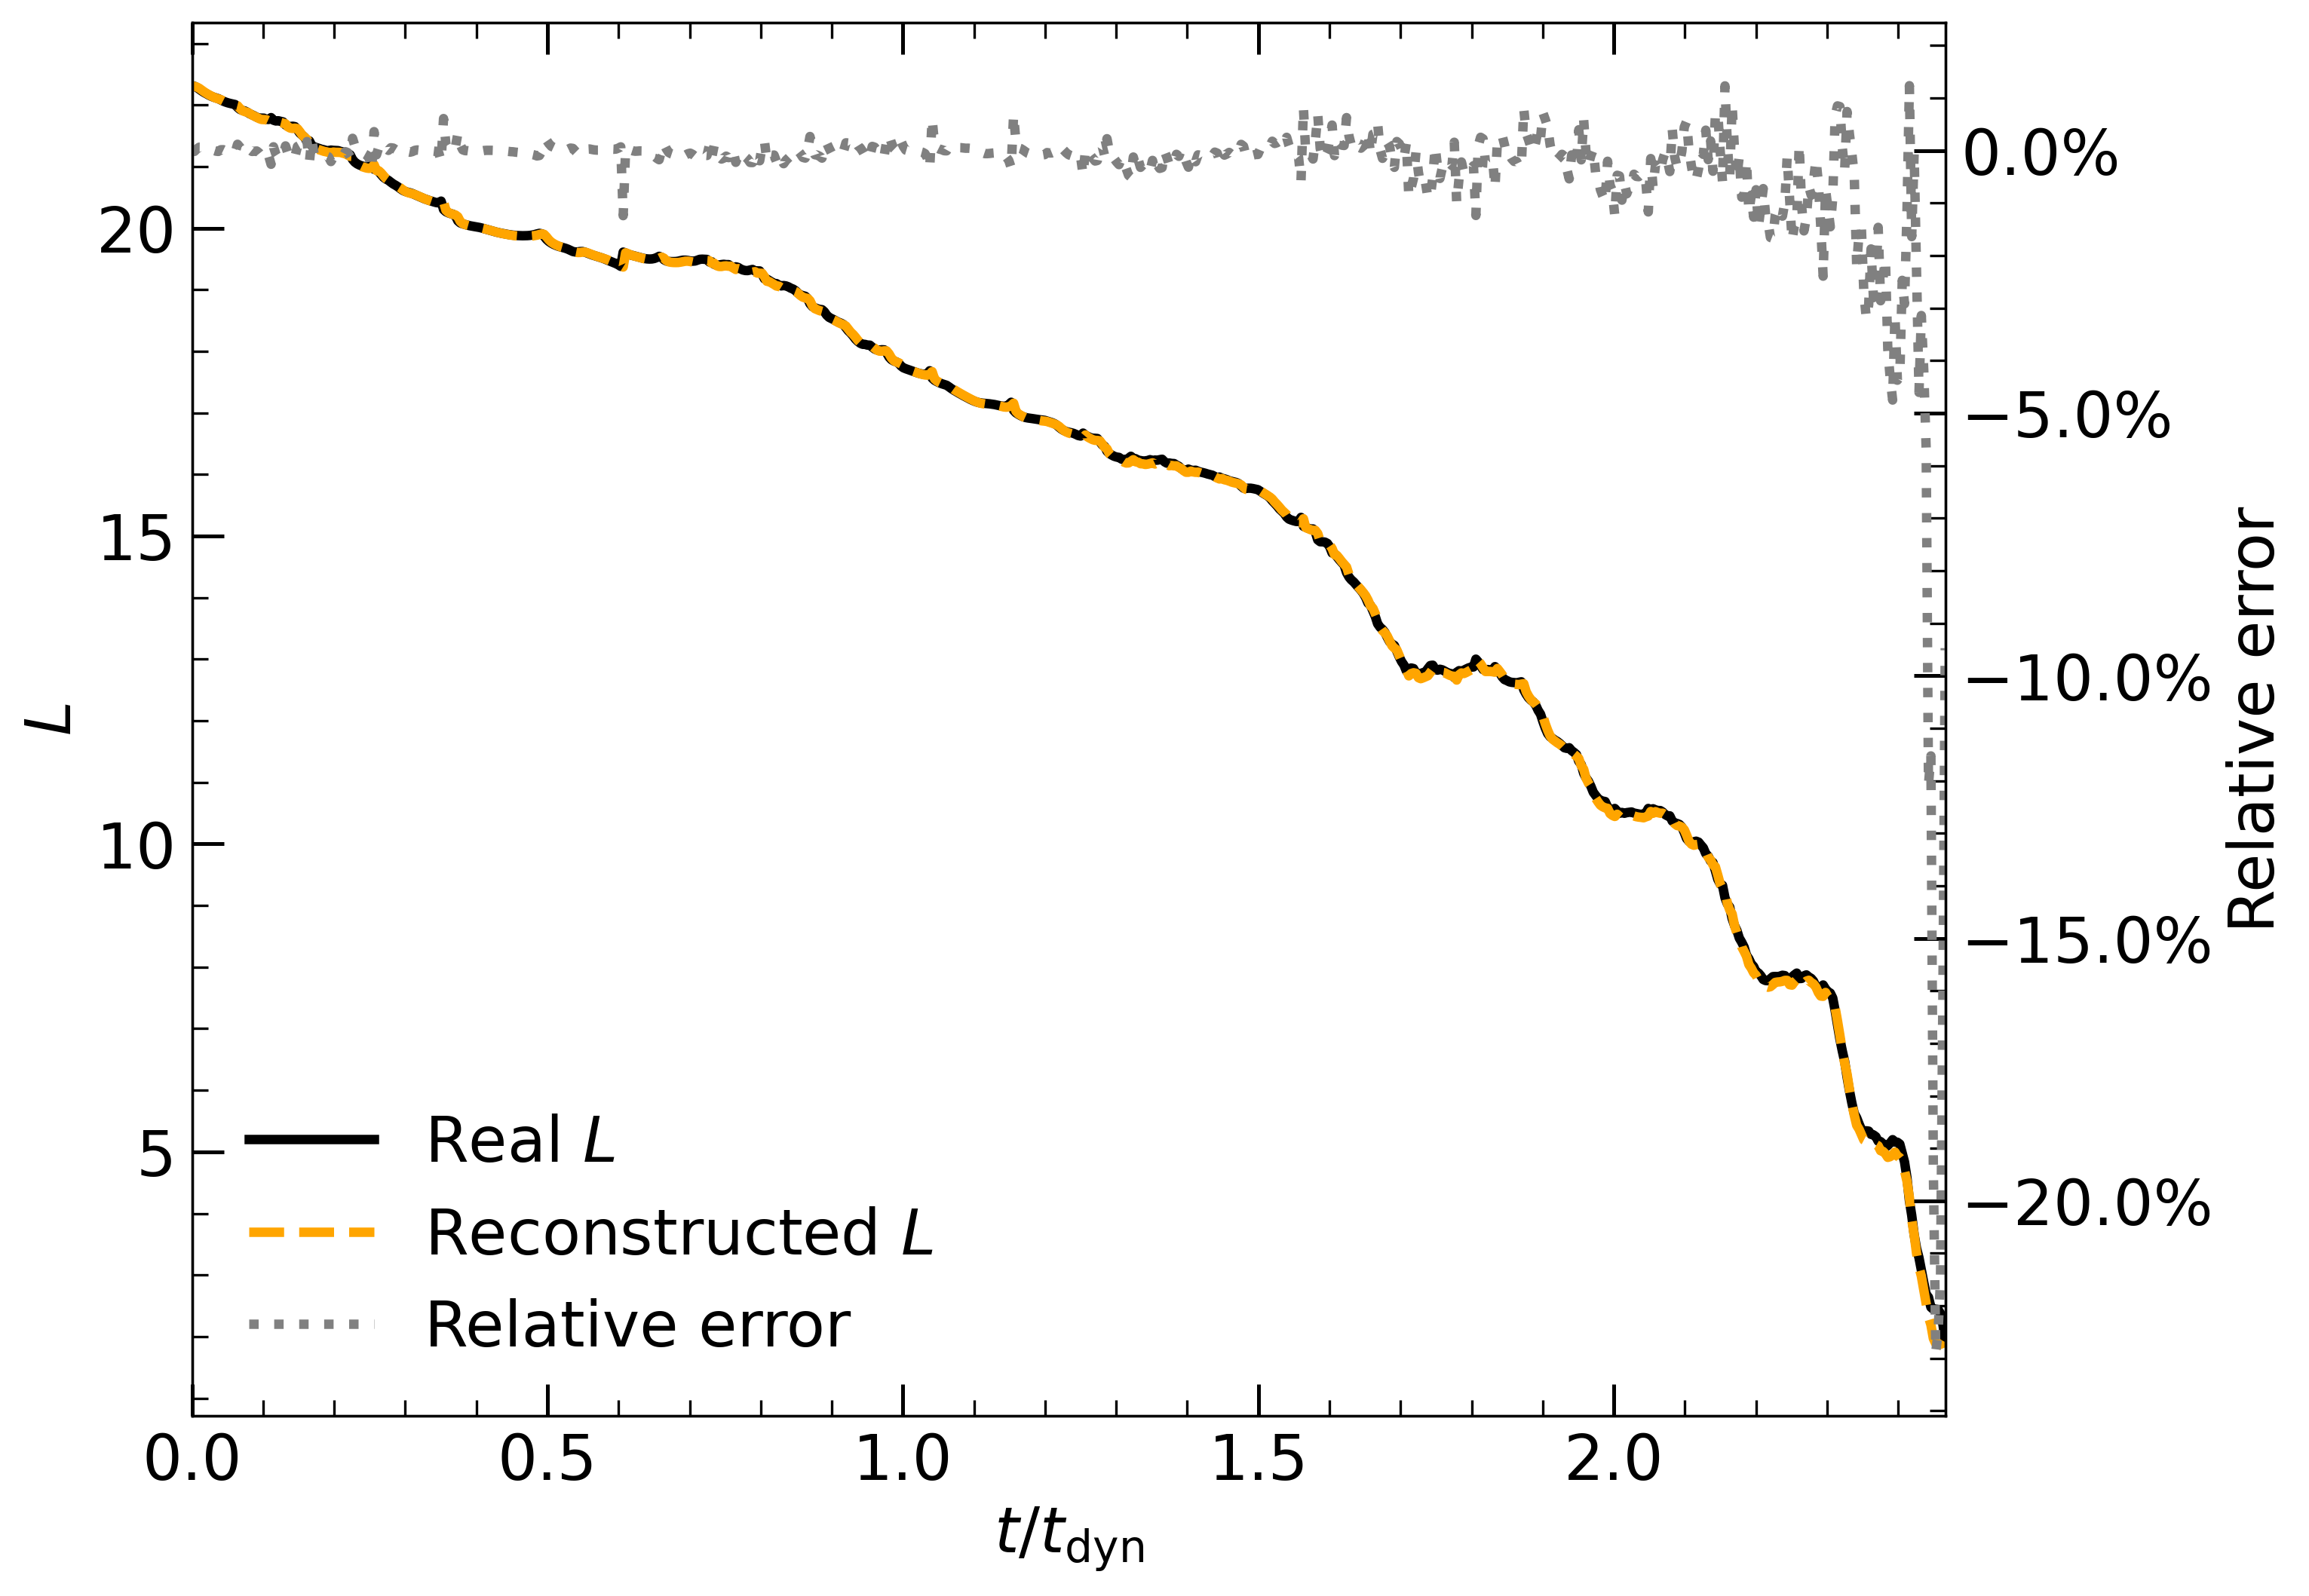 20
15
10
5
L
0.0%
−5.0%
−10.0%
−15.0%
−20.0%
Relative error
Real L
Reconstructed L
Relative error
0.0
0.5
1.0
1.5
2.0
t/tdyn